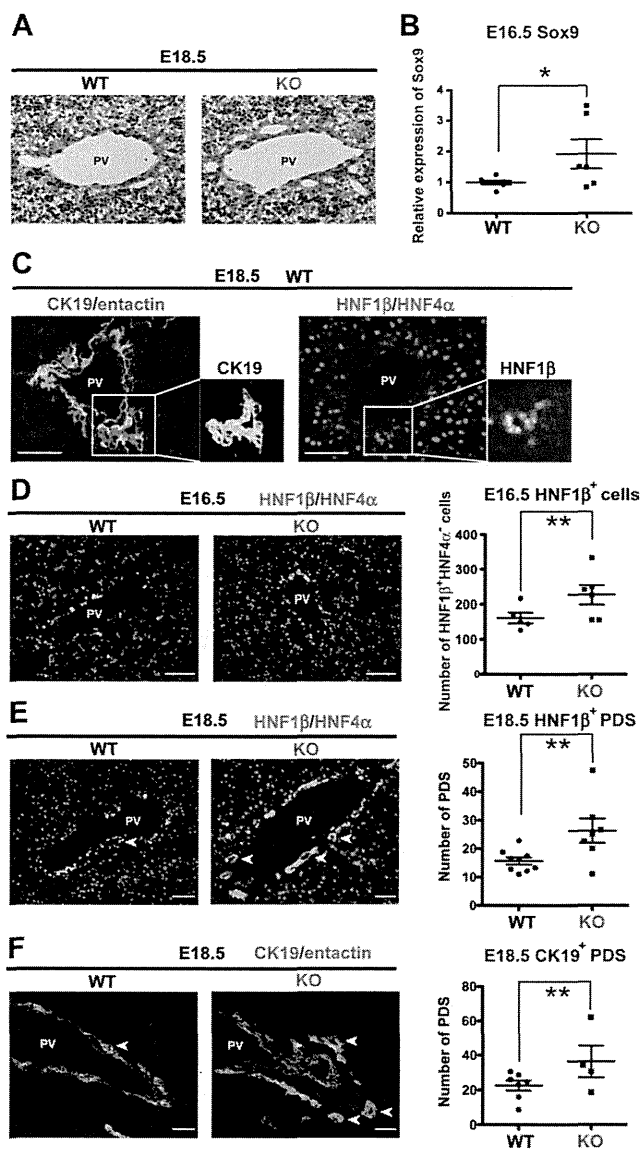 A
E18.5
WT KO
PV PV
B
E16.5 Sox9
Relative expression of Sox9
4
3
2
1
0
*
WT KO
C
E18.5 WT
CK19/entactin HNF1β/HNF4α
PV CK19 PV HNF1β
D
E16.5 HNF1β/HNF4α
WT KO
PV PV
E16.5 HNF1β+ cells
Number of HNF1β+HNF4α- cells
400
300
200
100
0
**
WT KO
E
E18.5 HNF1β/HNF4α
WT KO
PV PV
E18.5 HNF1β+ PDS
Number of PDS
50
40
30
20
10
0
**
WT KO
F
E18.5 CK19/entactin
WT KO
PV PV
E18.5 CK19+ PDS
Number of PDS
80
60
40
20
0
**
WT KO